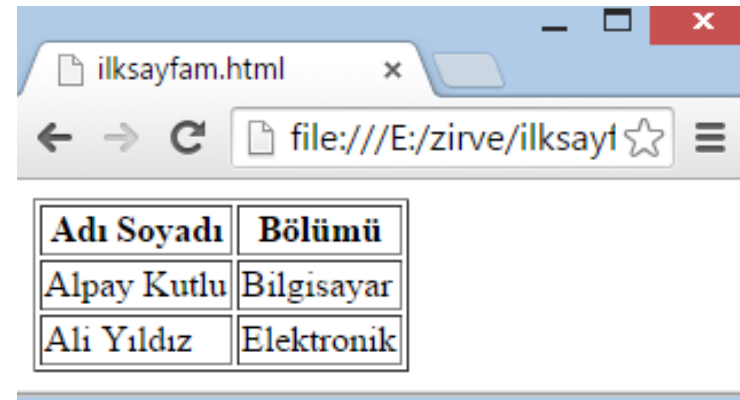 ilksayfam.html
file:///E:/zirve/ilksayf
Adı Soyadı Bölümü
Alpay Kutlu Bilgisayar
Ali Yıldız Elektronik